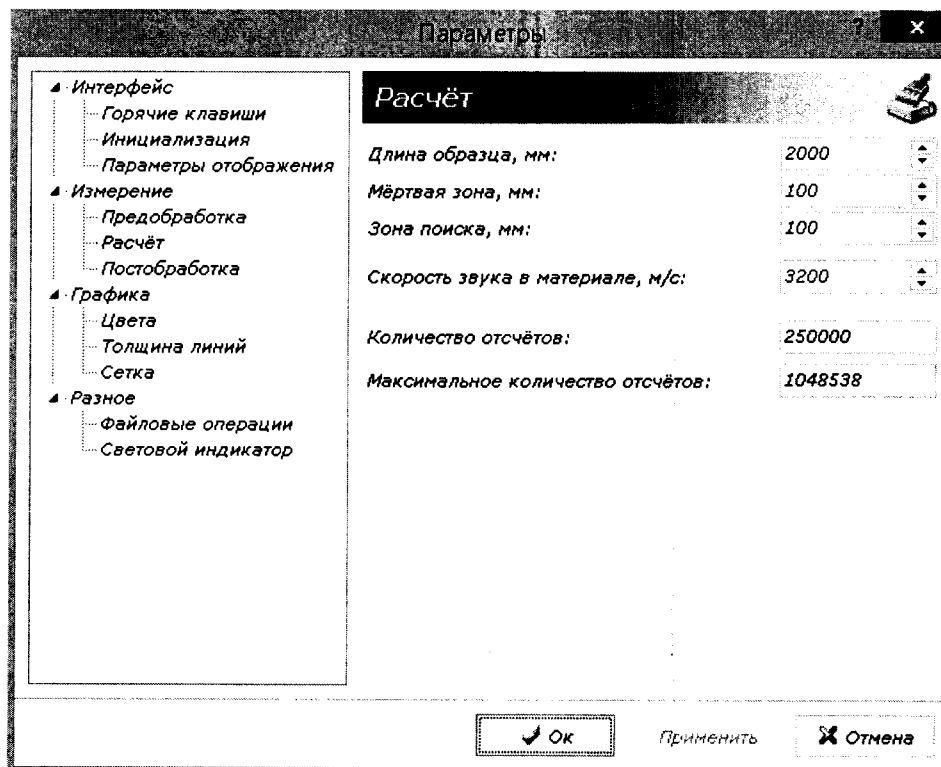 Параметры
?
Интерфейс
Горячие клавиши
Инициализация
Параметры отображения
Измерение
Предобработка
Расчёт
Постобработка
Графика
Цвета
Толщина линий
Сетка
Разное
Файловые операции
Световой индикатор
Расчёт
Длина образца, мм: 2000
Мёртвая зона, мм: 100
Зона поиска, мм: 100
Скорость звука в материале, м/с: 3200
Количество отсчётов: 250000
Максимальное количество отсчётов: 1048538
Ок Применить Отмена